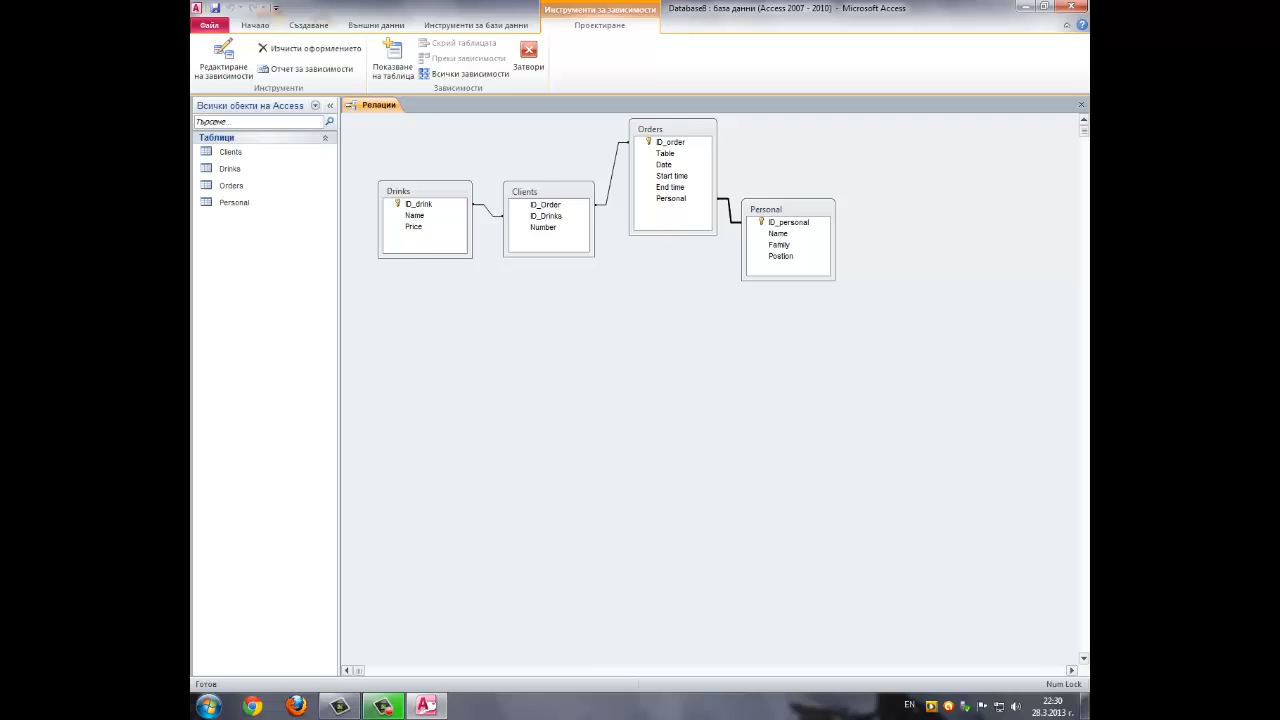 Инструменти за зависимости
Database8 : база данни (Access 2007 - 2010) - Microsoft Access
Файл
Начало
Създаване
Външни данни
Инструменти за бази данни
Проектиране
Редактиране
на зависимости
Изчисти оформлението
Отчет за зависимости
Показване
на таблица
Скрий таблицата
Преки зависимости
Всички зависимости
Затвори
Инструменти
Зависимости
Всички обекти на Access
Търсене...
Таблици
Clients
Drinks
Orders
Personal
Релации
Drinks
ID_drink
Name
Price
Clients
ID_Order
ID_Drinks
Number
Orders
ID_order
Table
Date
Start time
End time
Personal
Personal
ID_personal
Name
Family
Postion
Готов
Num Lock
EN
22:30
28.3.2013 г.